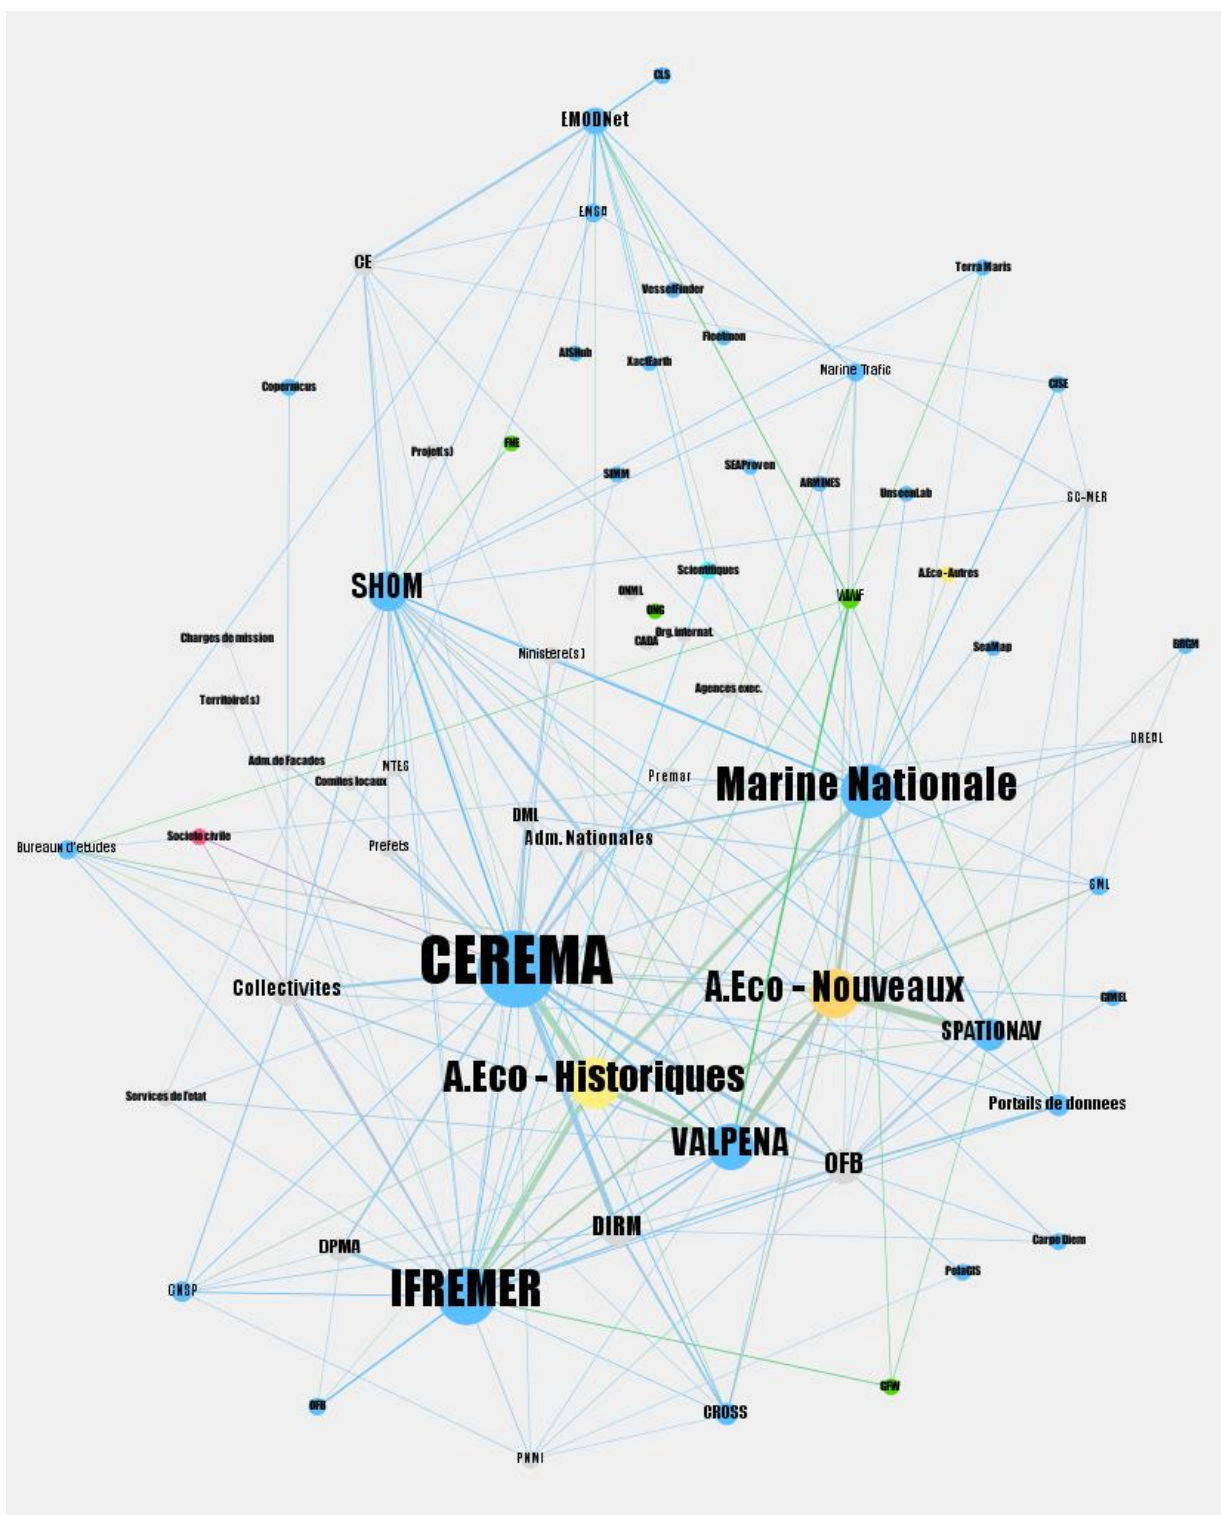 CLS
EMODNet
EMSA
CE
Terra Maris
VesselFinder
Fleetmon
AISHub
XactEarth
Marine Trafic
CISE
Copernicus
FNE
Projet(s)
SIMM
SEAProven
ARMINES
UnseenLab
SG-MER
Scientifiques
A.Eco-Autres
SHOM
ONML
WWF
ONG
Org. internat.
CADA
Charges de mission
Ministere(s)
SeaMap
BRGM
Agences exec.
Territoire(s)
DREAL
Adm. de Facades
MTES
Comites locaux
Premar
Marine Nationale
DML
Adm. Nationales
Societe civile
Bureaux d'etudes
Prefets
SNL
CEREMA
Collectivites
A.Eco - Nouveaux
GIMEL
SPATIONAV
A.Eco - Historiques
Services de l'etat
Portails de donnees
VALPENA
OFB
DIRM
DPMA
Carpe Diem
PelaGIS
CNSP
IFREMER
GFW
OFB
CROSS
PNMI